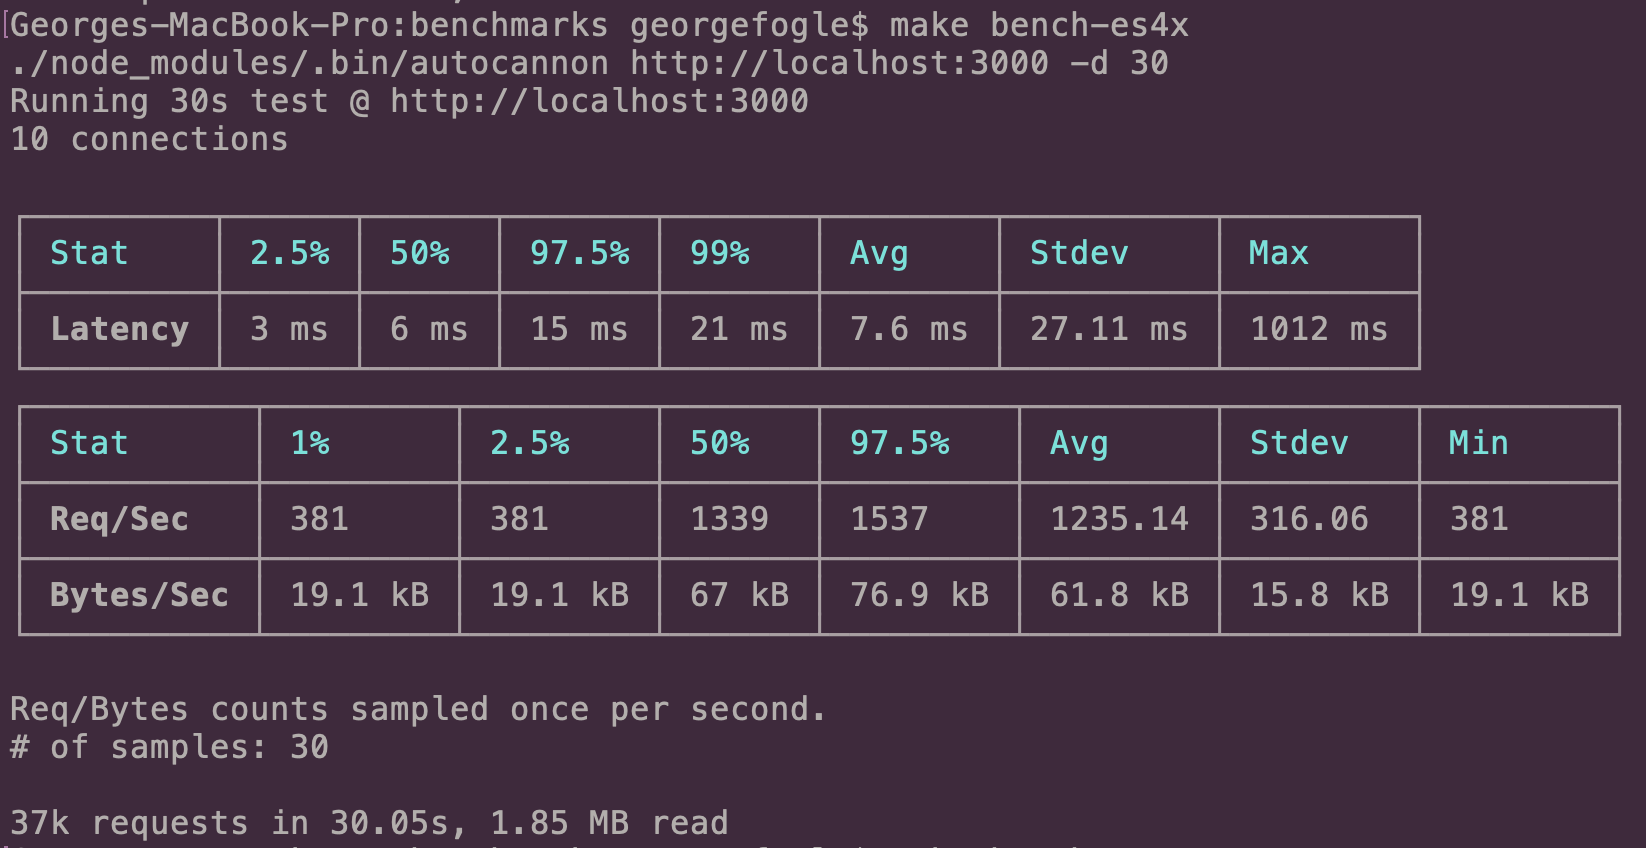 Georges-MacBook-Pro:benchmarks georgefogle$ make bench-es4x
./node_modules/.bin/autocannon http://localhost:3000 -d 30
Running 30s test @ http://localhost:3000
10 connections
Stat 2.5% 50% 97.5% 99% Avg Stdev Max
Latency 3 ms 6 ms 15 ms 21 ms 7.6 ms 27.11 ms 1012 ms
Stat 1% 2.5% 50% 97.5% Avg Stdev Min
Req/Sec 381 381 1339 1537 1235.14 316.06 381
Bytes/Sec 19.1 kB 19.1 kB 67 kB 76.9 kB 61.8 kB 15.8 kB 19.1 kB
Req/Bytes counts sampled once per second.
# of samples: 30
37k requests in 30.05s, 1.85 MB read